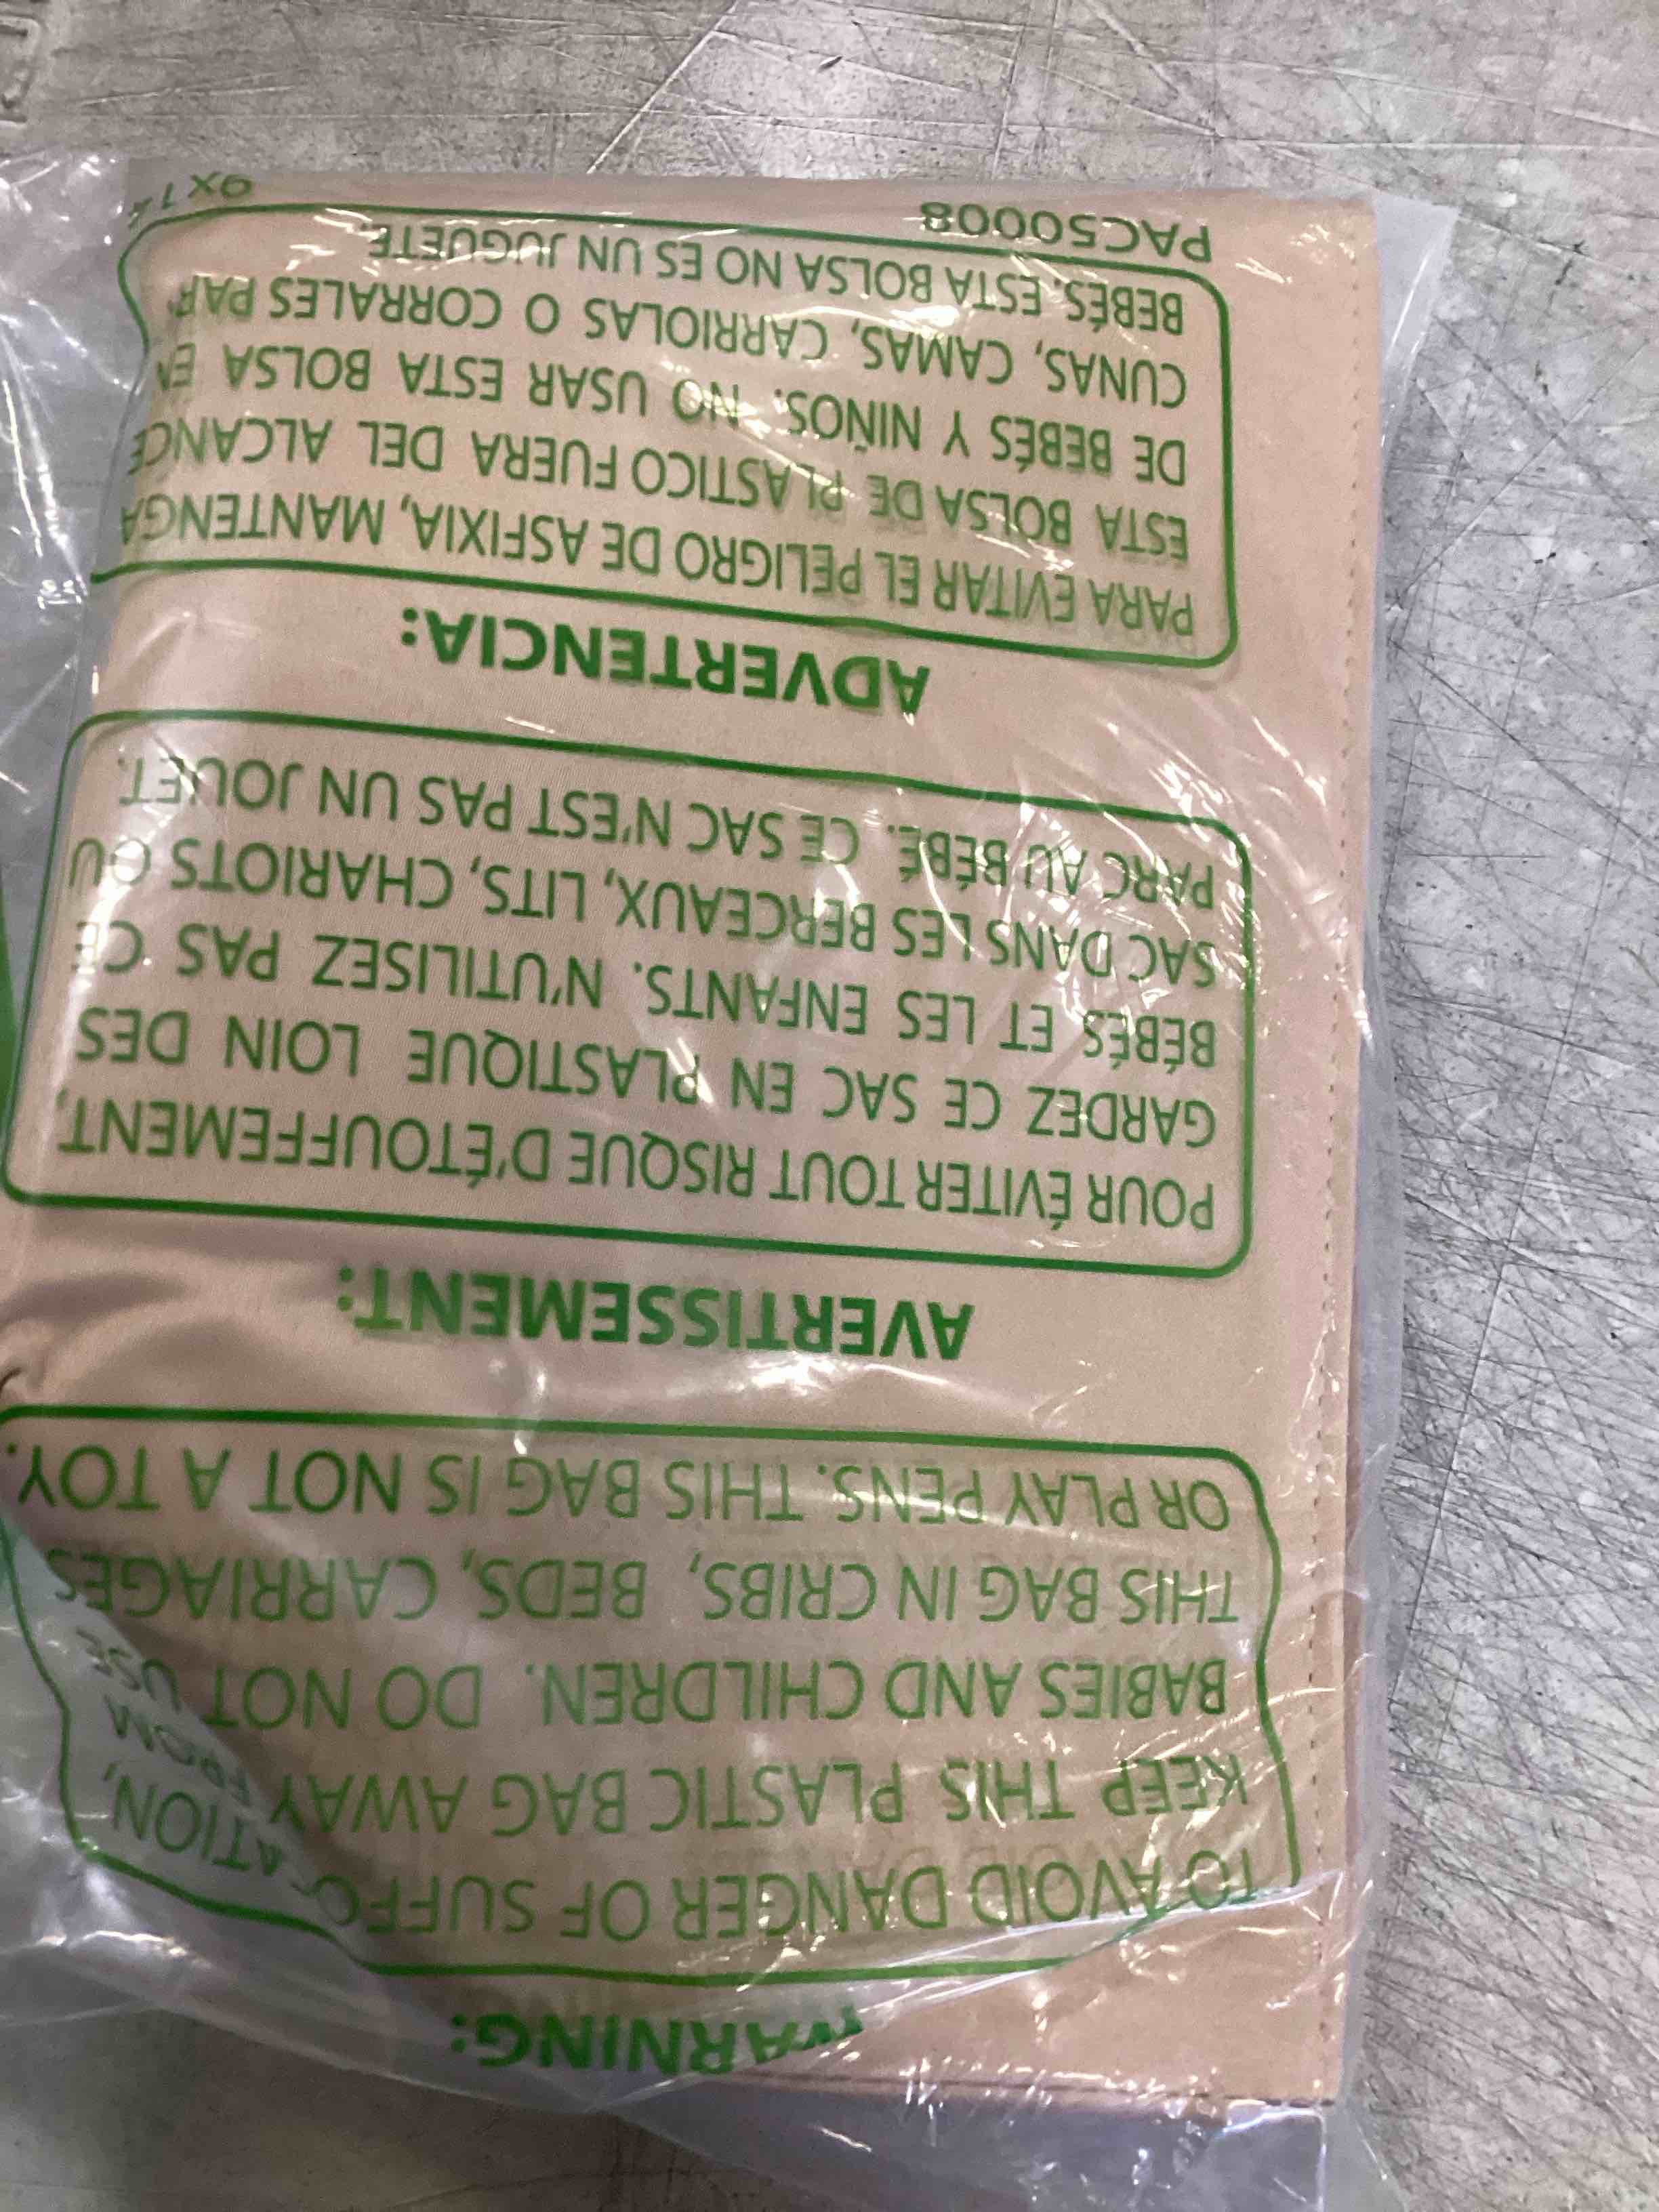 WARNING:
TO AVOID DANGER OF SUFFOCATION,
KEEP THIS PLASTIC BAG AWAY FROM
BABIES AND CHILDREN. DO NOT USE
THIS BAG IN CRIBS, BEDS, CARRIAGES
OR PLAY PENS. THIS BAG IS NOT A TOY.
AVERTISSEMENT:
POUR ÉVITER TOUT RISQUE D'ÉTOUFFEMENT,
GARDEZ CE SAC EN PLASTIQUE LOIN DES
BÉBÉS ET LES ENFANTS. N'UTILISEZ PAS CE
SAC DANS LES BERCEAUX, LITS, CHARIOTS OU
PARC AU BÉBÉ. CE SAC N'EST PAS UN JOUET.
ADVERTENCIA:
PARA EVITAR EL PELIGRO DE ASFIXIA, MANTENGA
ESTA BOLSA DE PLASTICO FUERA DEL ALCANCE
DE BEBÉS Y NIÑOS. NO USAR ESTA BOLSA EN
CUNAS, CAMAS, CARRIOLAS O CORRALES PARA
BEBÉS. ESTA BOLSA NO ES UN JUGUETE.
PAC50008 9X14